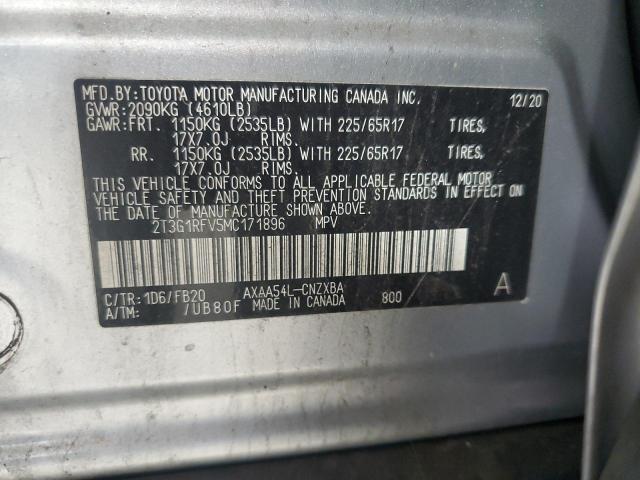 MFD.BY:TOYOTA MOTOR MANUFACTURING CANADA INC. 12/20
GVWR:2090KG (4610LB)
GAWR:FRT. 1150KG (2535LB) WITH 225/65R17 TIRES,
17X7.0J RIMS.
RR. 1150KG (2535LB) WITH 225/65R17 TIRES,
17X7.0J RIMS.
THIS VEHICLE CONFORMS TO ALL APPLICABLE FEDERAL MOTOR
VEHICLE SAFETY AND THEFT PREVENTION STANDARDS IN EFFECT ON
THE DATE OF MANUFACTURE SHOWN ABOVE.
2T3G1RFV5MC171896 MPV
C/TR:1D6/FB20 AXAA54L-CNZXBA 800 A
A/TM: /UB80F MADE IN CANADA